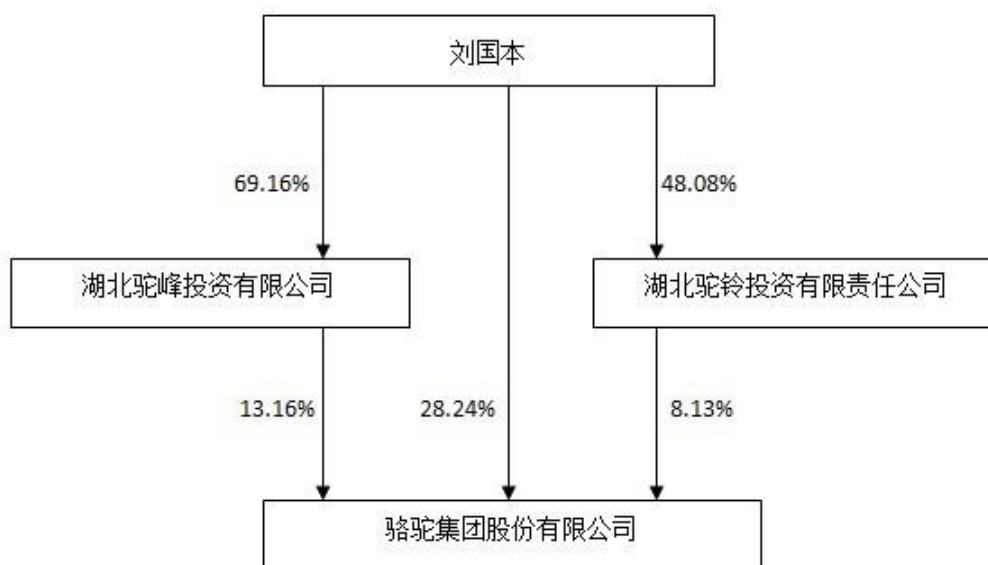 刘国本
69.16%
48.08%
湖北驼峰投资有限公司
湖北驼铃投资有限责任公司
13.16%
28.24%
8.13%
骆驼集团股份有限公司